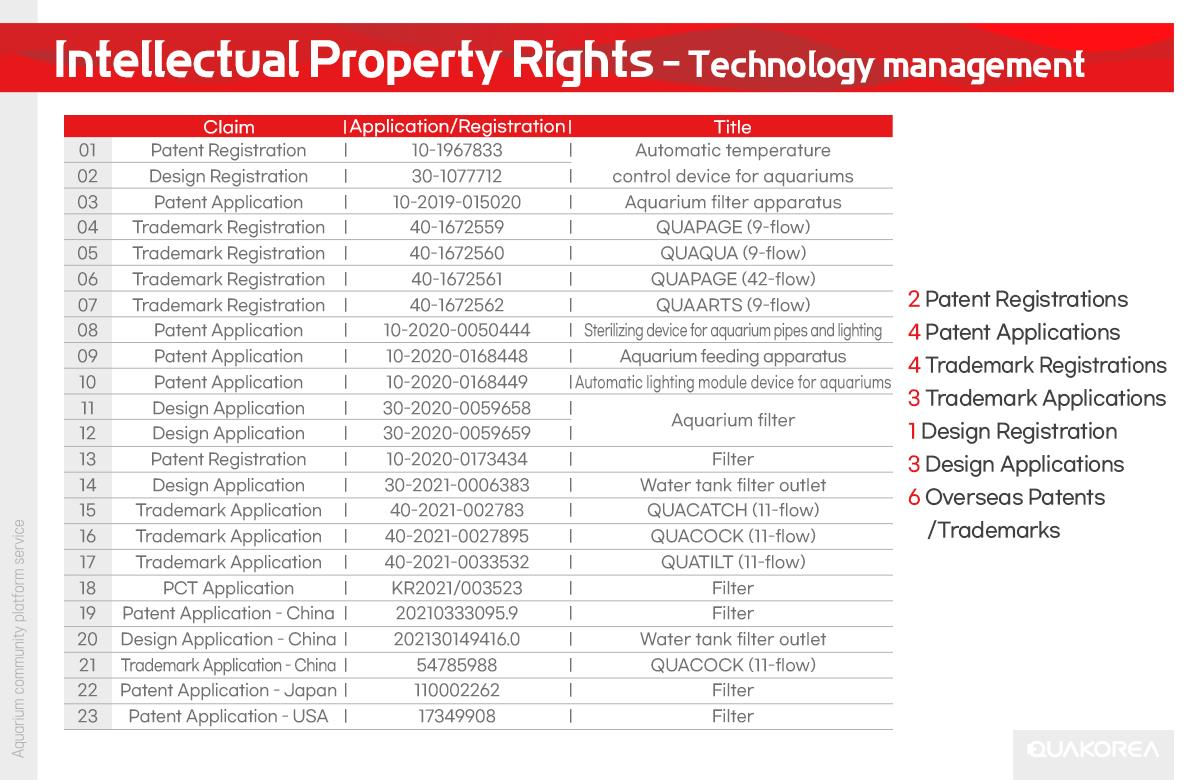 Intellectual Property Rights - Technology management
Claim | Application/Registration | Title
01 Patent Registration | 10-1967833 | Automatic temperature
02 Design Registration | 30-1077712 | control device for aquariums
03 Patent Application | 10-2019-015020 | Aquarium filter apparatus
04 Trademark Registration | 40-1672559 | QUAPAGE (9-flow)
05 Trademark Registration | 40-1672560 | QUAQUA (9-flow)
06 Trademark Registration | 40-1672561 | QUAPAGE (42-flow)
07 Trademark Registration | 40-1672562 | QUAARTS (9-flow)
08 Patent Application | 10-2020-0050444 | Sterilizing device for aquarium pipes and lighting
09 Patent Application | 10-2020-0168448 | Aquarium feeding apparatus
10 Patent Application | 10-2020-0168449 | Automatic lighting module device for aquariums
11 Design Application | 30-2020-0059658 |
Aquarium filter
12 Design Application | 30-2020-0059659 |
13 Patent Registration | 10-2020-0173434 | Filter
14 Design Application | 30-2021-0006383 | Water tank filter outlet
15 Trademark Application | 40-2021-002783 | QUACATCH (11-flow)
16 Trademark Application | 40-2021-0027895 | QUACOCK (11-flow)
17 Trademark Application | 40-2021-0033532 | QUATILT (11-flow)
18 PCT Application | KR2021/003523 | Filter
19 Patent Application - China | 20210333095.9 | Filter
20 Design Application - China | 202130149416.0 | Water tank filter outlet
21 Trademark Application - China | 54785988 | QUACOCK (11-flow)
22 Patent Application - Japan | 110002262 | Filter
23 Patent Application - USA | 17349908 | Filter
2 Patent Registrations
4 Patent Applications
4 Trademark Registrations
3 Trademark Applications
1 Design Registration
3 Design Applications
6 Overseas Patents
/Trademarks
Aquarium community platform service
QUAKOREA